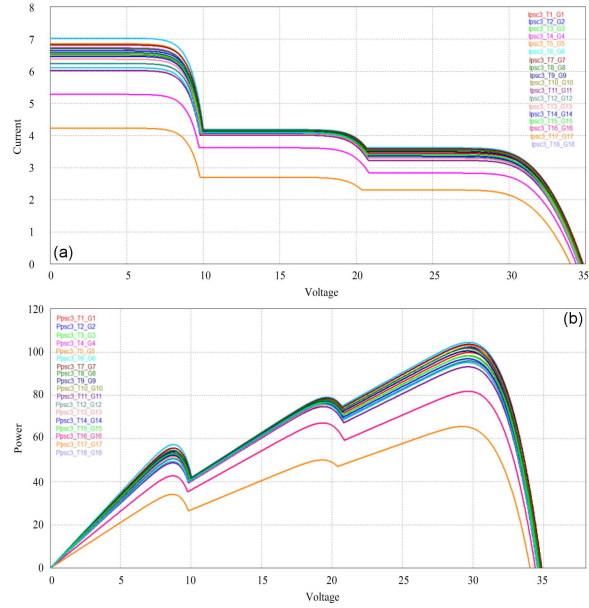 8
7
6
5
4
3
2
1
0
Current
(a)
Ipsc3_T1_G1
Ipsc3_T2_G2
Ipsc3_T3_G3
Ipsc3_T4_G4
Ipsc3_T5_G5
Ipsc3_T6_G6
Ipsc3_T7_G7
Ipsc3_T8_G8
Ipsc3_T9_G9
Ipsc3_T10_G10
Ipsc3_T11_G11
Ipsc3_T12_G12
Ipsc3_T13_G13
Ipsc3_T14_G14
Ipsc3_T15_G15
Ipsc3_T16_G16
Ipsc3_T17_G17
Ipsc3_T18_G18
0 5 10 15 20 25 30 35
Voltage
120
100
80
60
40
20
0
Power
(b)
Ppsc3_T1_G1
Ppsc3_T2_G2
Ppsc3_T3_G3
Ppsc3_T4_G4
Ppsc3_T5_G5
Ppsc3_T6_G6
Ppsc3_T7_G7
Ppsc3_T8_G8
Ppsc3_T9_G9
Ppsc3_T10_G10
Ppsc3_T11_G11
Ppsc3_T12_G12
Ppsc3_T13_G13
Ppsc3_T14_G14
Ppsc3_T15_G15
Ppsc3_T16_G16
Ppsc3_T17_G17
Ppsc3_T18_G18
0 5 10 15 20 25 30 35
Voltage